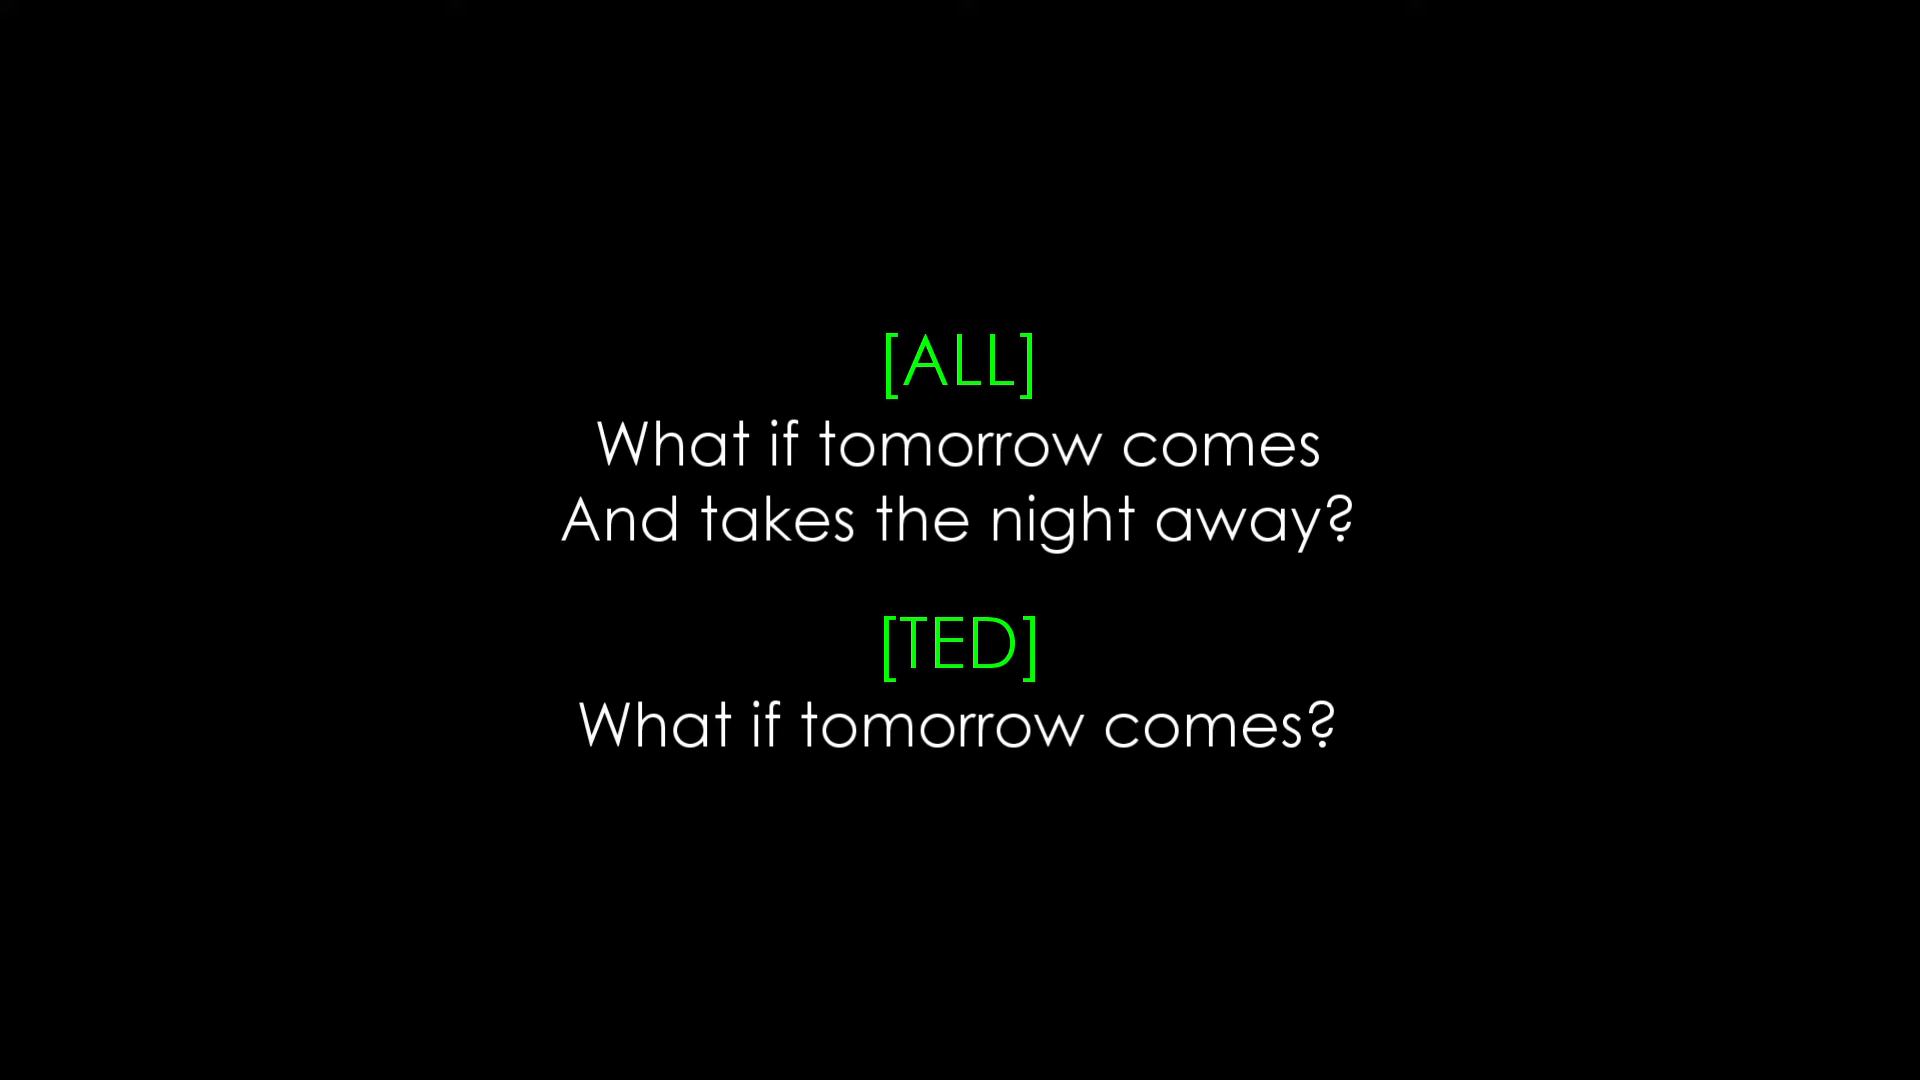 [ALL]
What if tomorrow comes
And takes the night away?
[TED]
What if tomorrow comes?